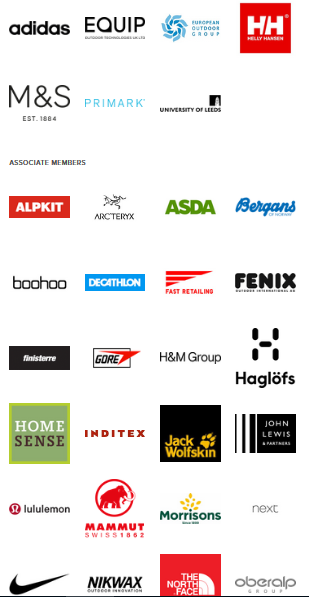 adidas
EQUIP
OUTDOOR TECHNOLOGIES UK LTD
EUROPEAN
OUTDOOR
GROUP
HH®
HELLY HANSEN
M&S
EST. 1884
PRIMARK®
UNIVERSITY OF LEEDS
ASSOCIATE MEMBERS
ALPKIT
ARC'TERYX
ASDA
Bergans
OF NORWAY
boohoo
DECATHLON
FAST RETAILING
FENIX
OUTDOOR INTERNATIONAL AG
finisterre
GORE
H&M Group
Haglöfs
HOME
SENSE
INDITEX
Jack
Wolfskin
JOHN
LEWIS
& PARTNERS
lululemon
MAMMUT
SWISS 1862
Morrisons
Since 1899
next
NIKWAX
OUTDOOR INNOVATION
THE
NORTH
FACE
oberalp
GROUP